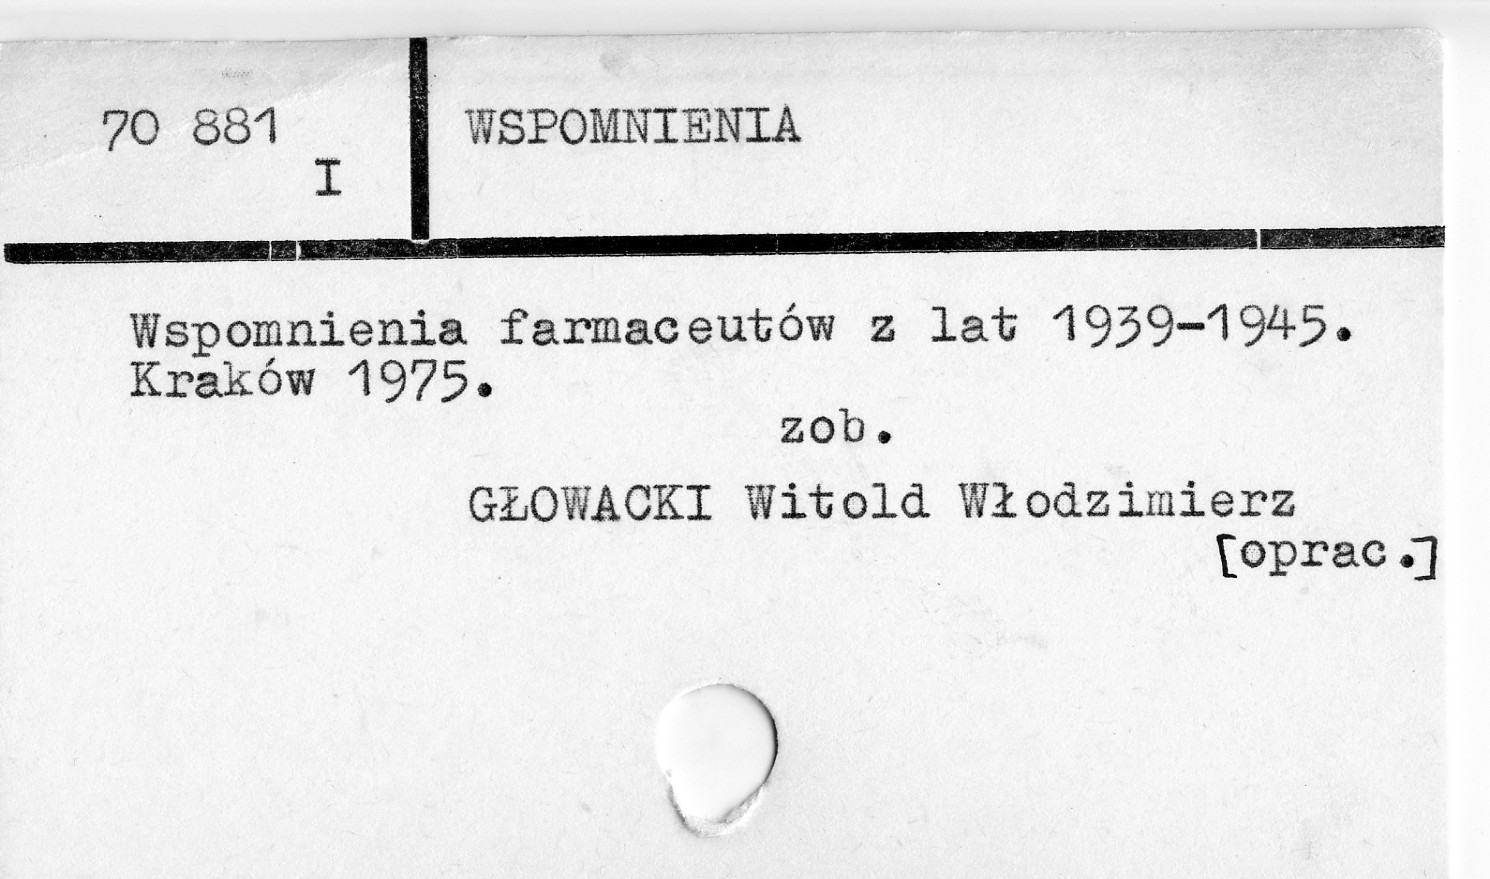 70 881
I
WSPOMNIENIA
Wspomnienia farmaceutów z lat 1939-1945.
Kraków 1975.
zob.
GŁOWACKI Witold Włodzimierz
[oprac.]